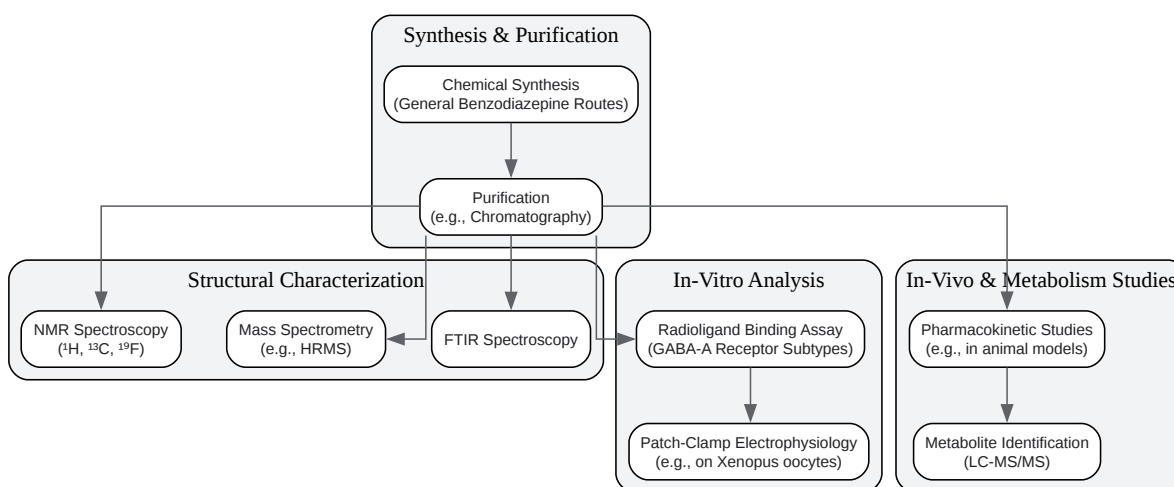 Synthesis & Purification
Chemical Synthesis
(General Benzodiazepine Routes)
Purification
(e.g., Chromatography)
Structural Characterization
NMR Spectroscopy
(¹H, ¹³C, ¹⁹F)
Mass Spectrometry
(e.g., HRMS)
FTIR Spectroscopy
In-Vitro Analysis
Radioligand Binding Assay
(GABA-A Receptor Subtypes)
Patch-Clamp Electrophysiology
(e.g., on Xenopus oocytes)
In-Vivo & Metabolism Studies
Pharmacokinetic Studies
(e.g., in animal models)
Metabolite Identification
(LC-MS/MS)